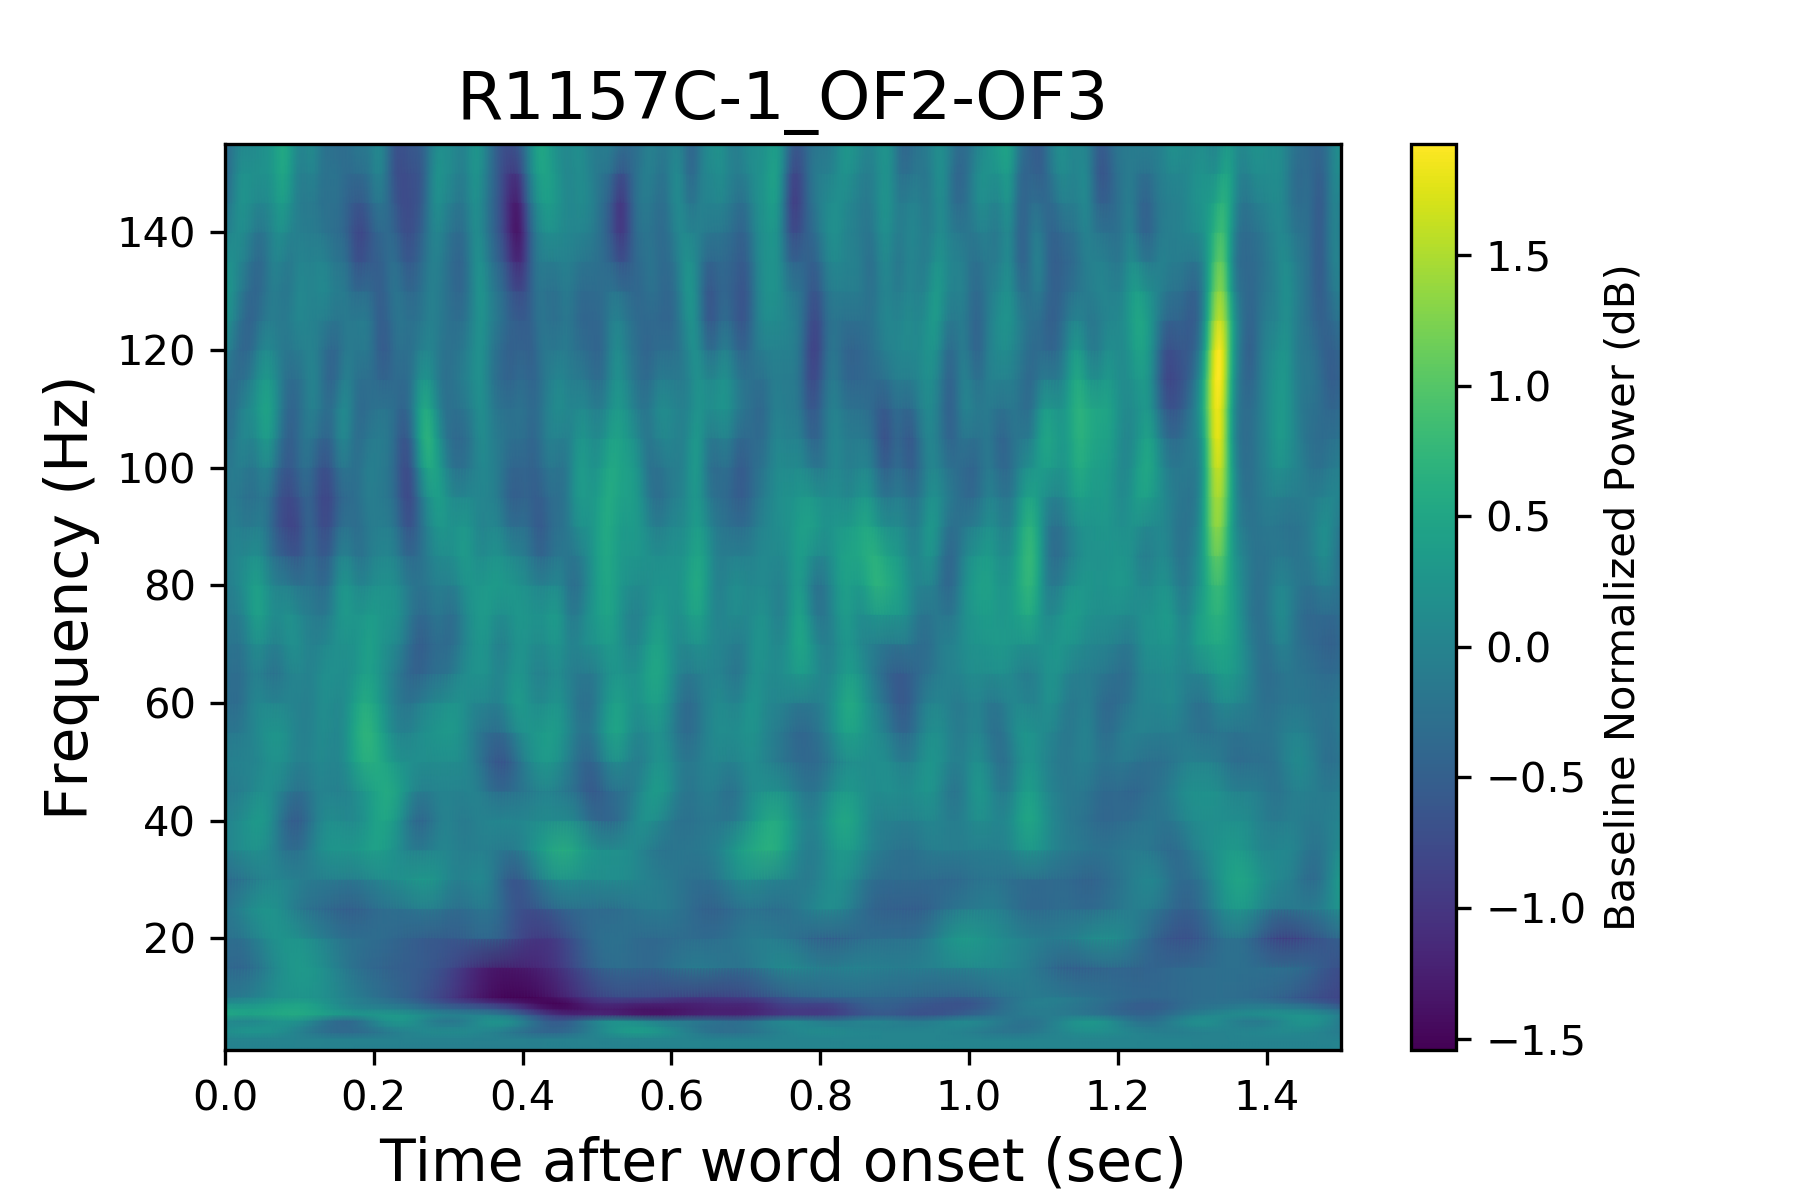 R1157C-1_OF2-OF3
140
120
100
80
60
40
20
Frequency (Hz)
0.0 0.2 0.4 0.6 0.8 1.0 1.2 1.4
Time after word onset (sec)
1.5
1.0
0.5
0.0
−0.5
−1.0
−1.5
Baseline Normalized Power (dB)